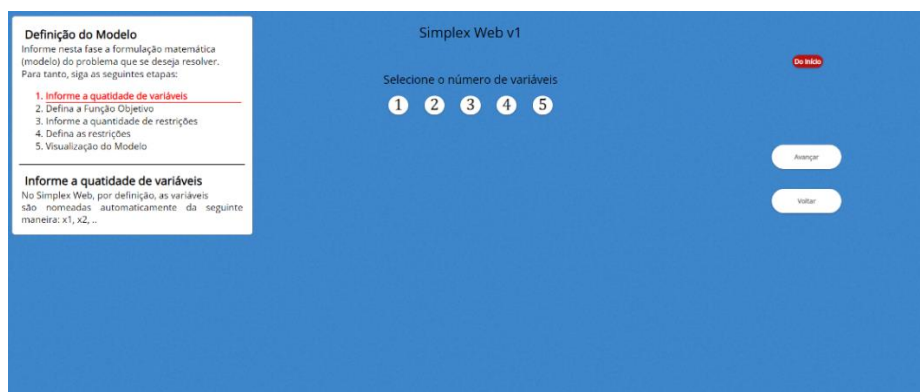 Definição do Modelo
Informe nesta fase a formulação matemática
(modelo) do problema que se deseja resolver.
Para tanto, siga as seguintes etapas:
1. Informe a quatidade de variáveis
2. Defina a Função Objetivo
3. Informe a quantidade de restrições
4. Defina as restrições
5. Visualização do Modelo
Informe a quatidade de variáveis
No Simplex Web, por definição, as variáveis
são nomeadas automaticamente da seguinte
maneira: x1, x2, ..
Simplex Web v1
Selecione o número de variáveis
1 2 3 4 5
Do Início
Avançar
Voltar